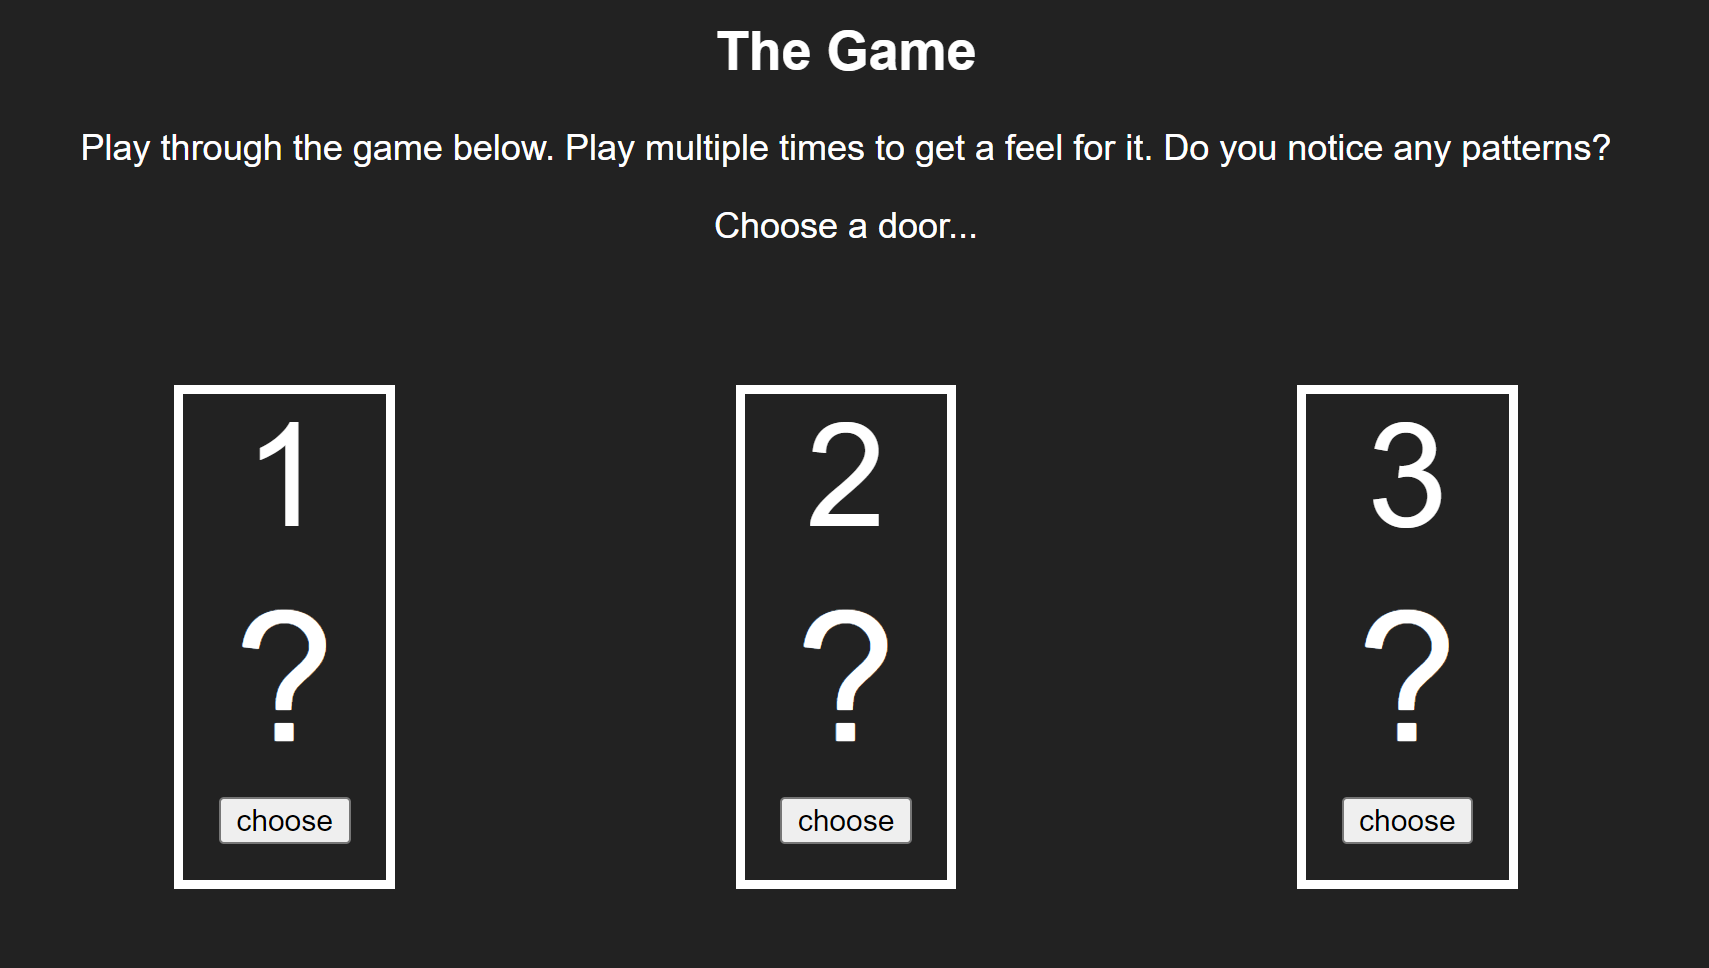 The Game
Play through the game below. Play multiple times to get a feel for it. Do you notice any patterns?
Choose a door...
1 2 3
? ? ?
choose choose choose